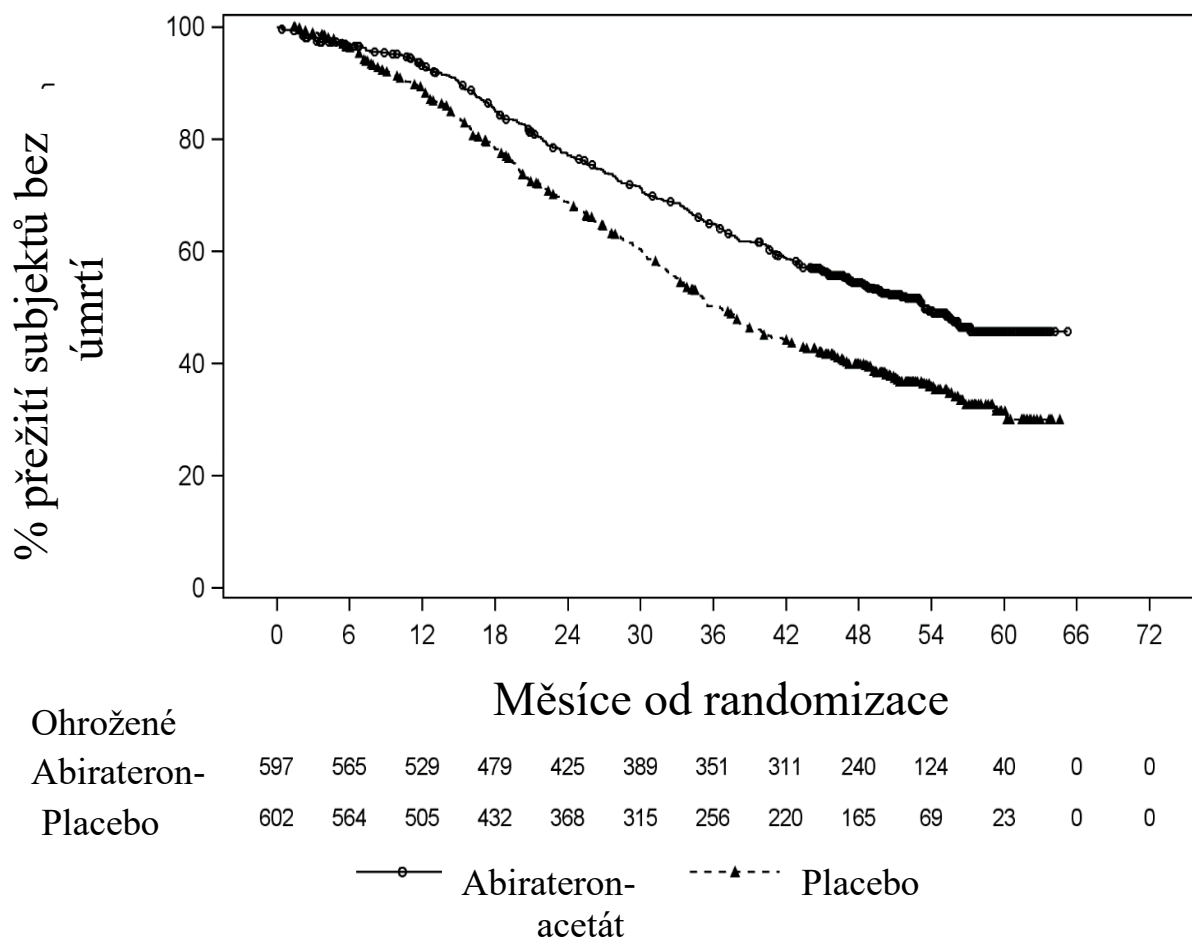 100
80
60
40
20
0
% přežití subjektů bez
úmrtí
0 6 12 18 24 30 36 42 48 54 60 66 72
Měsíce od randomizace
Ohrožené
Abirateron- 597 565 529 479 425 389 351 311 240 124 40 0 0
Placebo 602 564 505 432 368 315 256 220 165 69 23 0 0
Abirateron- Placebo
acetát